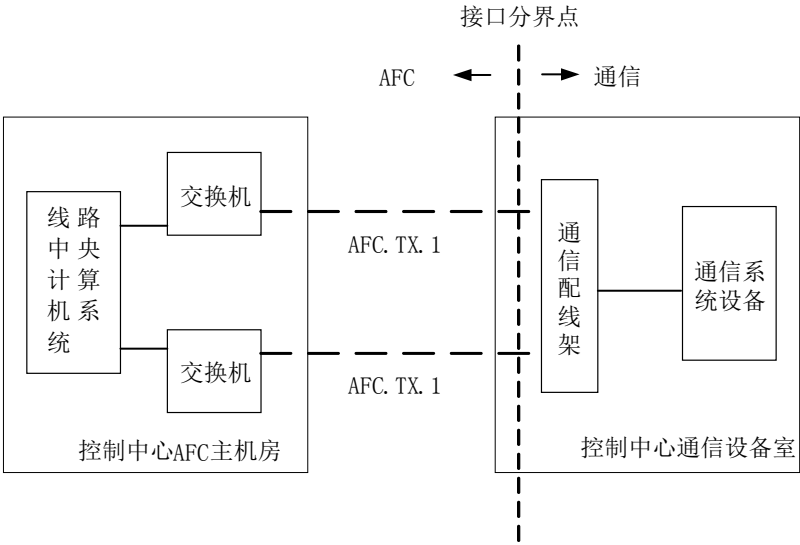 接口分界点
AFC
通信
交换机
线路
中央
计算
机系
统
AFC.TX.1
通信配线架
通信系
统设备
交换机
AFC.TX.1
控制中心AFC主机房
控制中心通信设备室